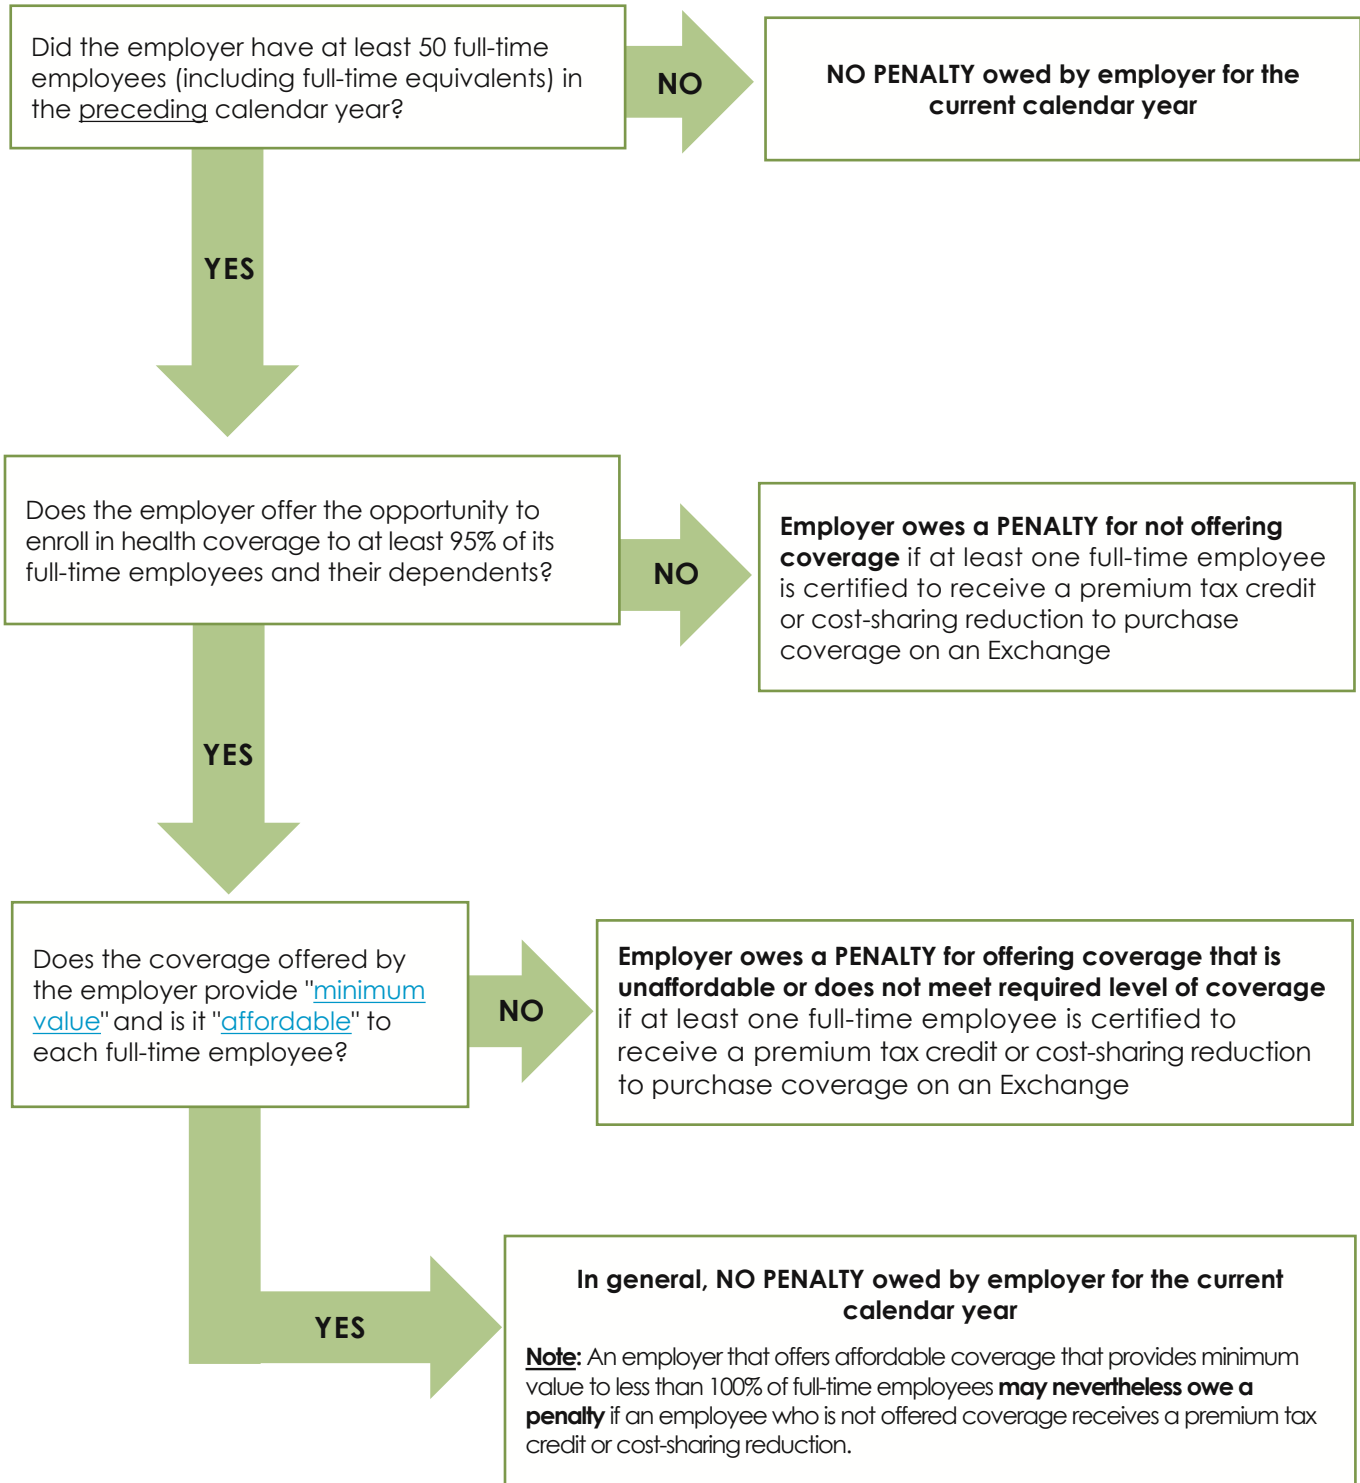 Did the employer have at least 50 full-time
employees (including full-time equivalents) in
the preceding calendar year?
NO
NO PENALTY owed by employer for the
current calendar year
YES
Does the employer offer the opportunity to
enroll in health coverage to at least 95% of its
full-time employees and their dependents?
NO
Employer owes a PENALTY for not offering
coverage if at least one full-time employee
is certified to receive a premium tax credit
or cost-sharing reduction to purchase
coverage on an Exchange
YES
Does the coverage offered by
the employer provide "minimum
value" and is it "affordable" to
each full-time employee?
NO
Employer owes a PENALTY for offering coverage that is
unaffordable or does not meet required level of coverage
if at least one full-time employee is certified to
receive a premium tax credit or cost-sharing reduction
to purchase coverage on an Exchange
YES
In general, NO PENALTY owed by employer for the current
calendar year
Note: An employer that offers affordable coverage that provides minimum
value to less than 100% of full-time employees may nevertheless owe a
penalty if an employee who is not offered coverage receives a premium tax
credit or cost-sharing reduction.